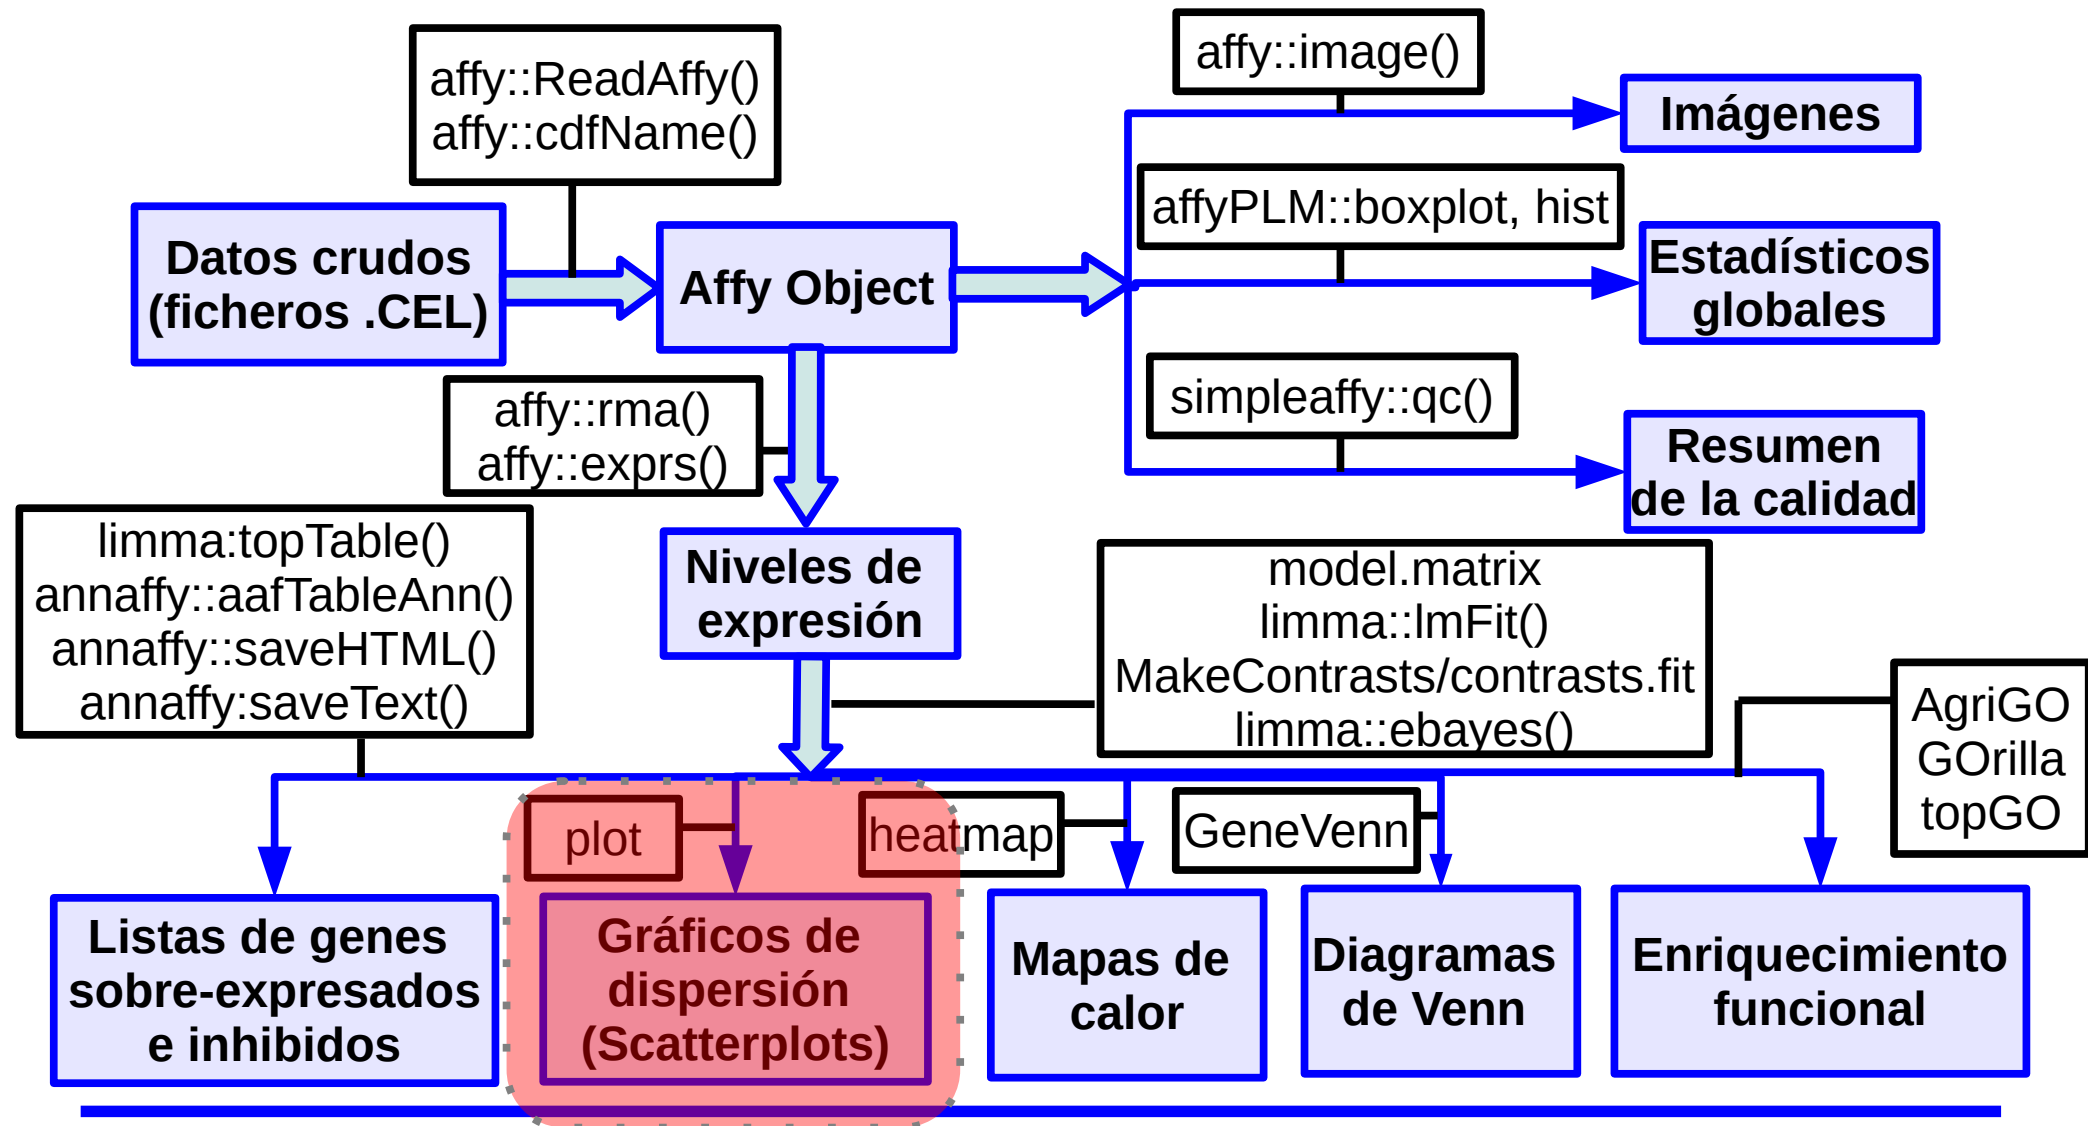 affy::ReadAffy()
affy::cdfName()
affy::image()
Imágenes
affyPLM::boxplot, hist
Datos crudos
(ficheros .CEL)
Affy Object
Estadísticos
globales
simpleaffy::qc()
affy::rma()
affy::exprs()
Resumen
de la calidad
limma:topTable()
annaffy::aafTableAnn()
annaffy::saveHTML()
annaffy:saveText()
Niveles de
expresión
model.matrix
limma::lmFit()
MakeContrasts/contrasts.fit
limma::ebayes()
AgriGO
GOrilla
topGO
plot
heatmap
GeneVenn
Listas de genes
sobre-expresados
e inhibidos
Gráficos de
dispersión
(Scatterplots)
Mapas de
calor
Diagramas
de Venn
Enriquecimiento
funcional